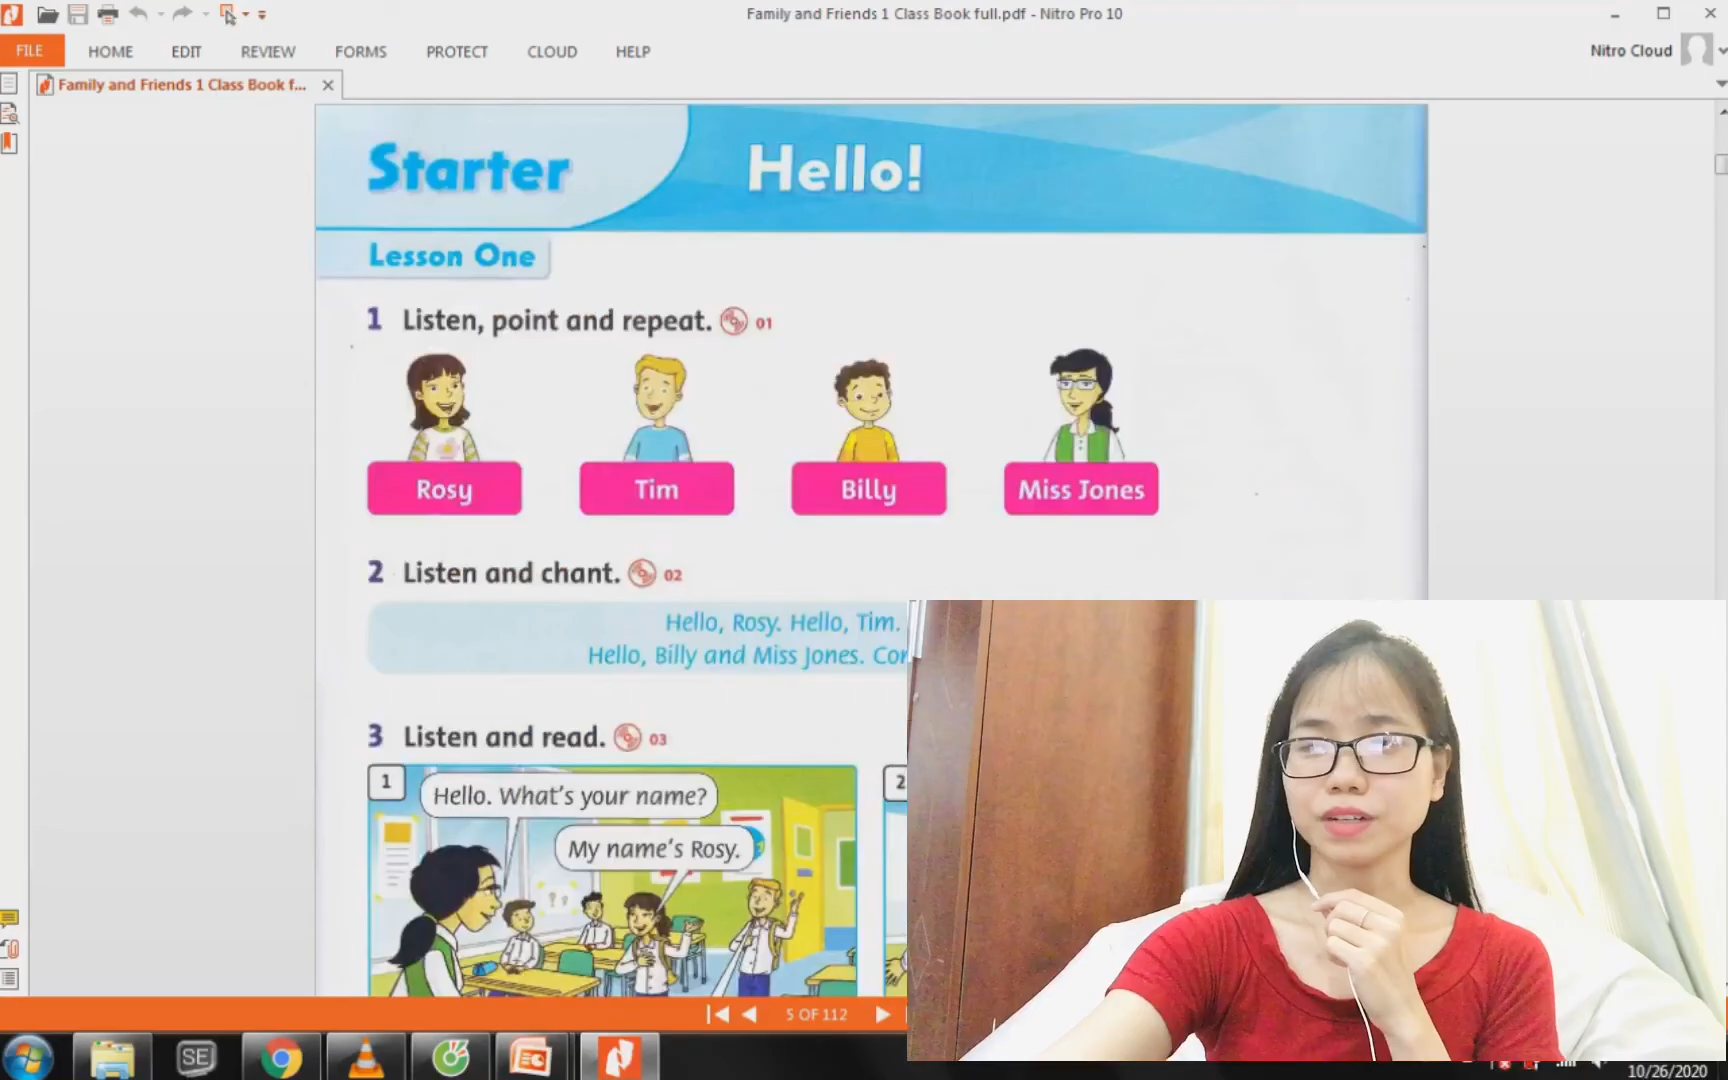 Family and Friends 1 Class Book full.pdf - Nitro Pro 10
FILE HOME EDIT REVIEW FORMS PROTECT CLOUD HELP
Nitro Cloud
Family and Friends 1 Class Book f...
Starter Hello!
Lesson One
1 Listen, point and repeat. 01
Rosy Tim Billy Miss Jones
2 Listen and chant. 02
Hello, Rosy. Hello, Tim.
Hello, Billy and Miss Jones.
3 Listen and read. 03
1 2
Hello. What's your name?
My name's Rosy.
5 OF 112
SE
10/26/2020